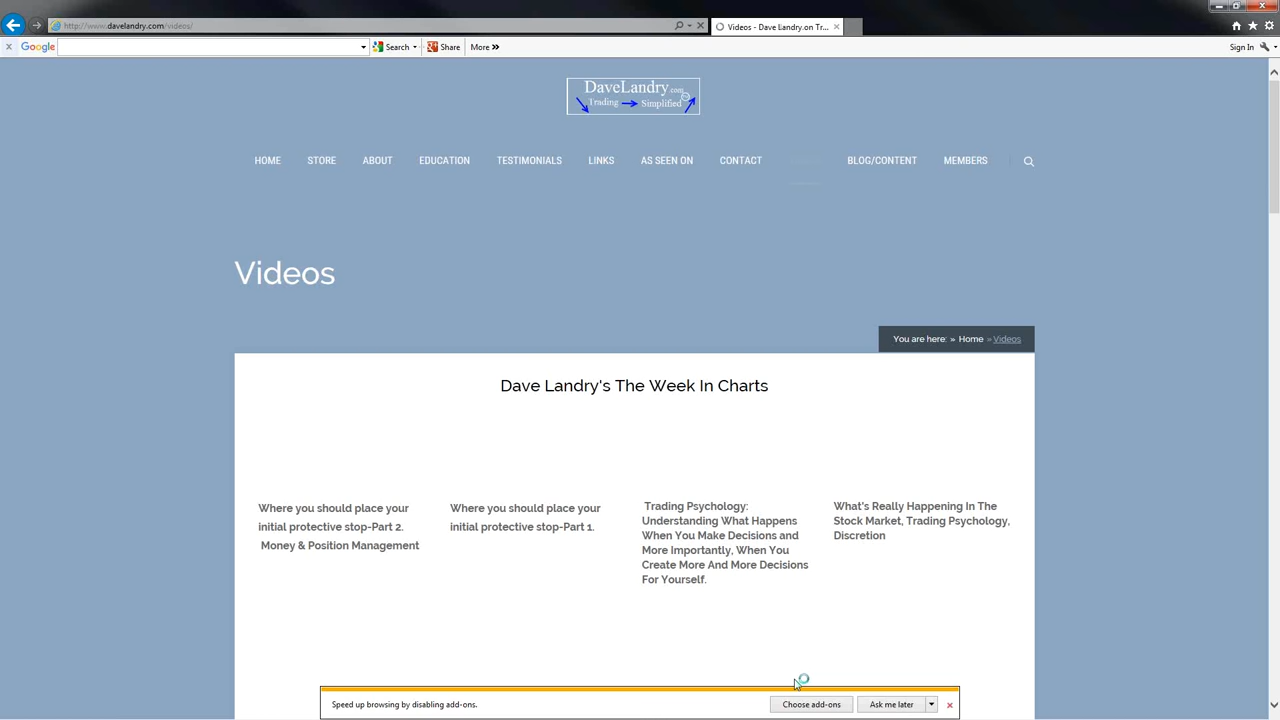 http://www.davelandry.com/videos/
Videos - Dave Landry on Tr...
Google
Search
Share
More »
Sign In
DaveLandry.com
Trading Simplified
HOME STORE ABOUT EDUCATION TESTIMONIALS LINKS AS SEEN ON CONTACT BLOG/CONTENT MEMBERS
Videos
You are here: » Home » Videos
Dave Landry's The Week In Charts
Where you should place your
initial protective stop-Part 2.
Money & Position Management
Where you should place your
initial protective stop-Part 1.
Trading Psychology:
Understanding What Happens
When You Make Decisions and
More Importantly, When You
Create More And More Decisions
For Yourself.
What's Really Happening In The
Stock Market, Trading Psychology,
Discretion
Speed up browsing by disabling add-ons.
Choose add-ons
Ask me later